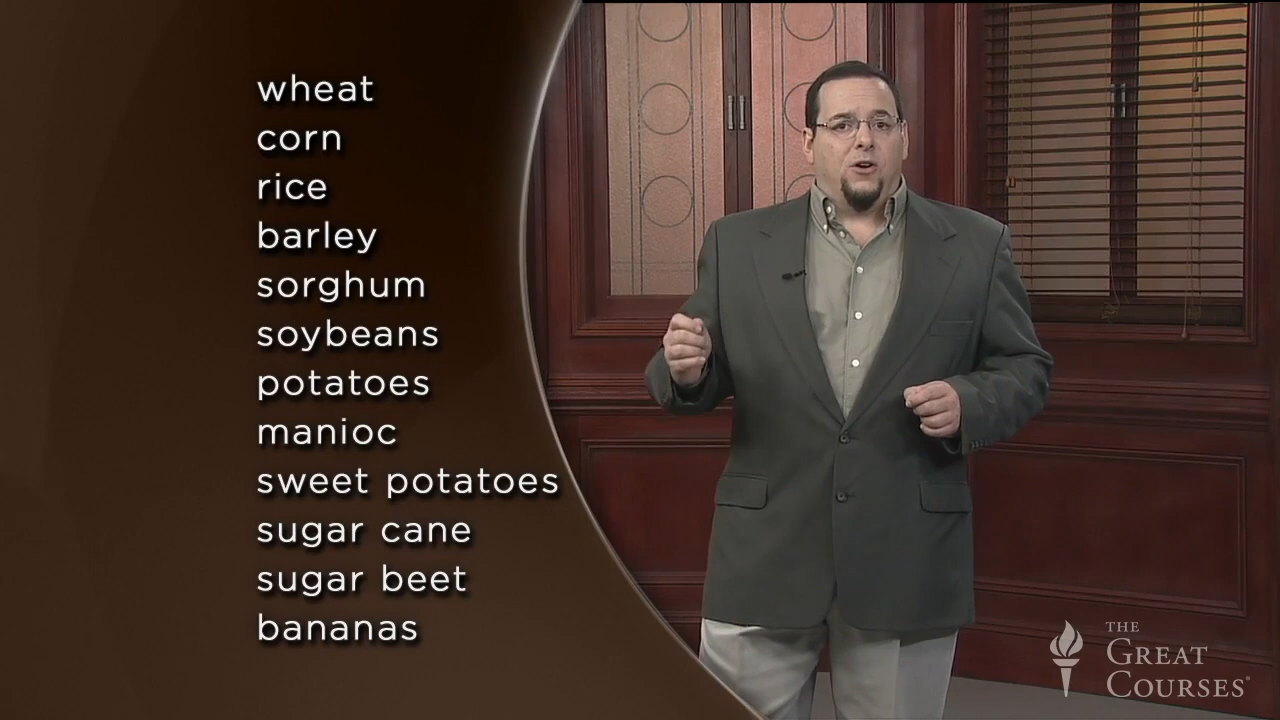 wheat
corn
rice
barley
sorghum
soybeans
potatoes
manioc
sweet potatoes
sugar cane
sugar beet
bananas
THE
GREAT
COURSES®